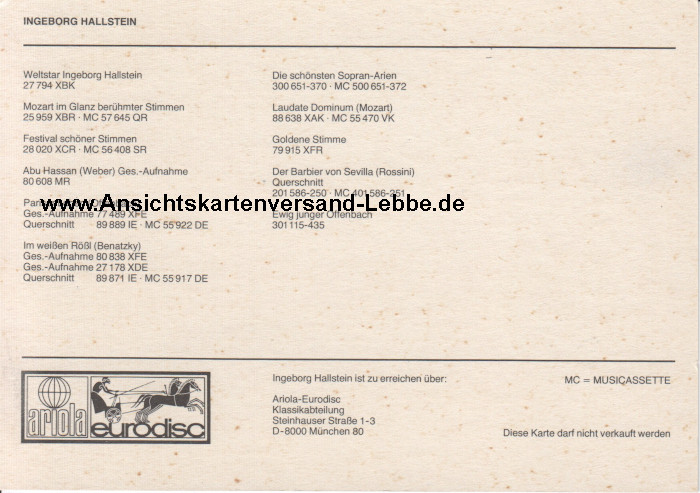 INGEBORG HALLSTEIN
Weltstar Ingeborg Hallstein
27 794 XBK
Mozart im Glanz berühmter Stimmen
25 959 XBR · MC 57 645 QR
Festival schöner Stimmen
28 020 XCR · MC 56 408 SR
Abu Hassan (Weber) Ges.-Aufnahme
80 608 MR
Ges.-Aufnahme 77 489 XFE
Querschnitt 89 889 IE · MC 55 922 DE
Im weißen Rößl (Benatzky)
Ges.-Aufnahme 80 838 XFE
Ges.-Aufnahme 27 178 XDE
Querschnitt 89 871 IE · MC 55 917 DE
Die schönsten Sopran-Arien
300 651-370 · MC 500 651-372
Laudate Dominum (Mozart)
88 638 XAK · MC 55 470 VK
Goldene Stimme
79 915 XFR
Der Barbier von Sevilla (Rossini)
Querschnitt
201 586-250 · MC 401 586-251
Ewig junger Offenbach
301 115-435
www.Ansichtskartenversand-Lebbe.de
ariola
eurodisc
Ingeborg Hallstein ist zu erreichen über:
Ariola-Eurodisc
Klassikabteilung
Steinhauser Straße 1-3
D-8000 München 80
MC = MUSICASSETTE
Diese Karte darf nicht verkauft werden